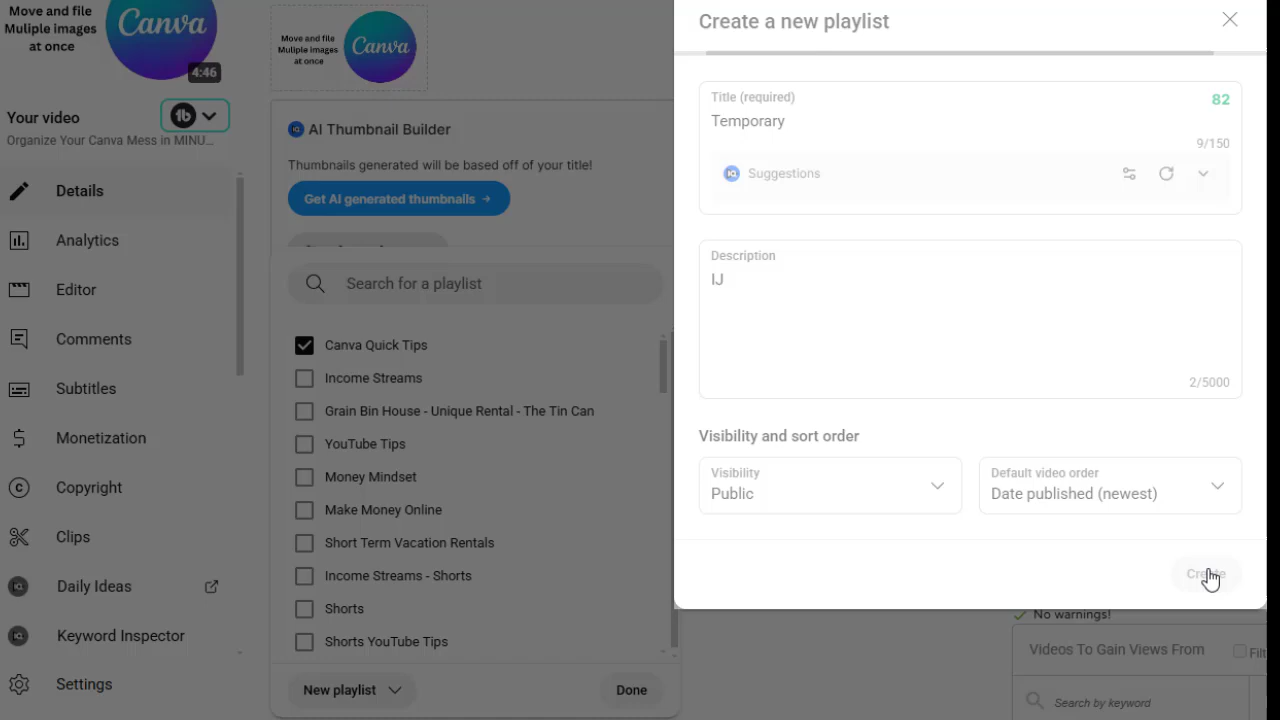 Move and file
Muliple images
at once
Canva
4:46
Your video
Organize Your Canva Mess in MINU...
Details
Analytics
Editor
Comments
Subtitles
Monetization
Copyright
Clips
Daily Ideas
Keyword Inspector
Settings
Move and file
Muliple images
at once
Canva
AI Thumbnail Builder
Thumbnails generated will be based off of your title!
Get AI generated thumbnails →
Search for a playlist
Canva Quick Tips
Income Streams
Grain Bin House - Unique Rental - The Tin Can
YouTube Tips
Money Mindset
Make Money Online
Short Term Vacation Rentals
Income Streams - Shorts
Shorts
Shorts YouTube Tips
New playlist
Done
Create a new playlist
Title (required)
82
Temporary
9/150
Suggestions
Description
IJ
2/5000
Visibility and sort order
Visibility
Public
Default video order
Date published (newest)
Create
No warnings!
Videos To Gain Views From
Filt
Search by keyword